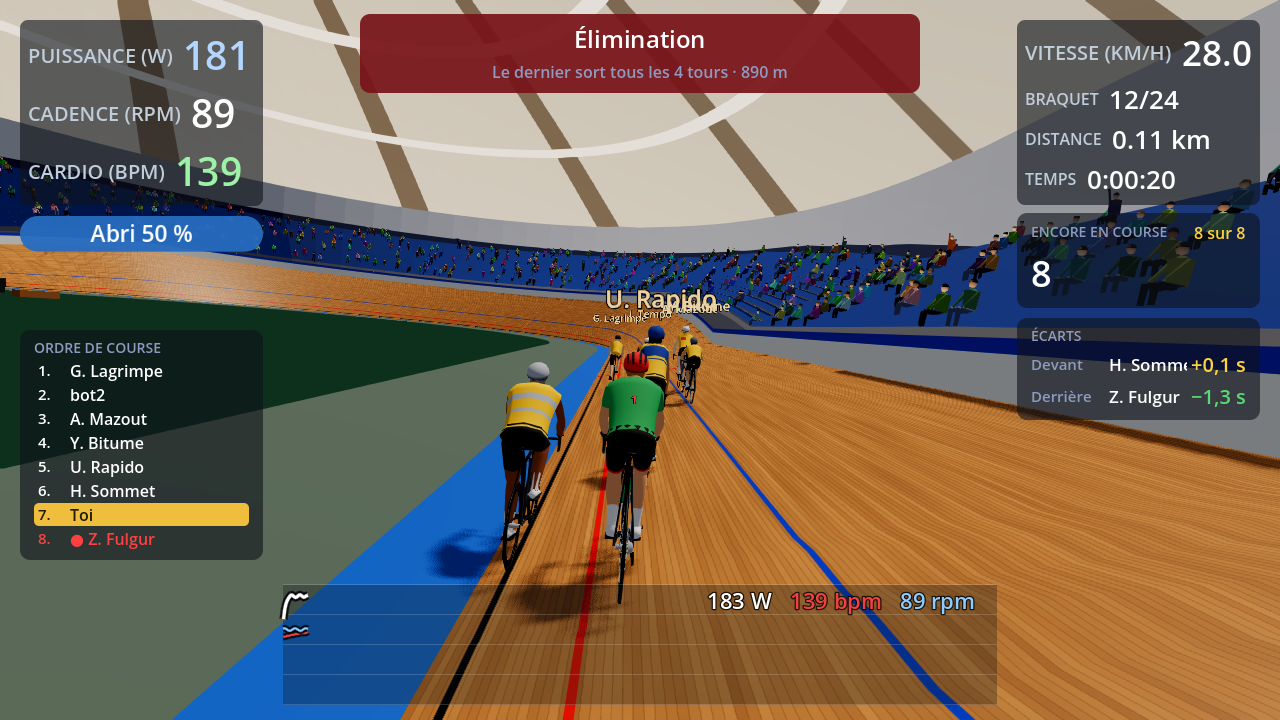 PUISSANCE (W) 181
CADENCE (RPM) 89
CARDIO (BPM) 139
Abri 50 %
Élimination
Le dernier sort tous les 4 tours · 890 m
VITESSE (KM/H) 28.0
BRAQUET 12/24
DISTANCE 0.11 km
TEMPS 0:00:20
ENCORE EN COURSE 8 sur 8
8
ÉCARTS
Devant H. Somme +0,1 s
Derrière Z. Fulgur −1,3 s
ORDRE DE COURSE
1. G. Lagrimpe
2. bot2
3. A. Mazout
4. Y. Bitume
5. U. Rapido
6. H. Sommet
7. Toi
8. Z. Fulgur
U. Rapido
G. Lagrimpe
1
183 W 139 bpm 89 rpm